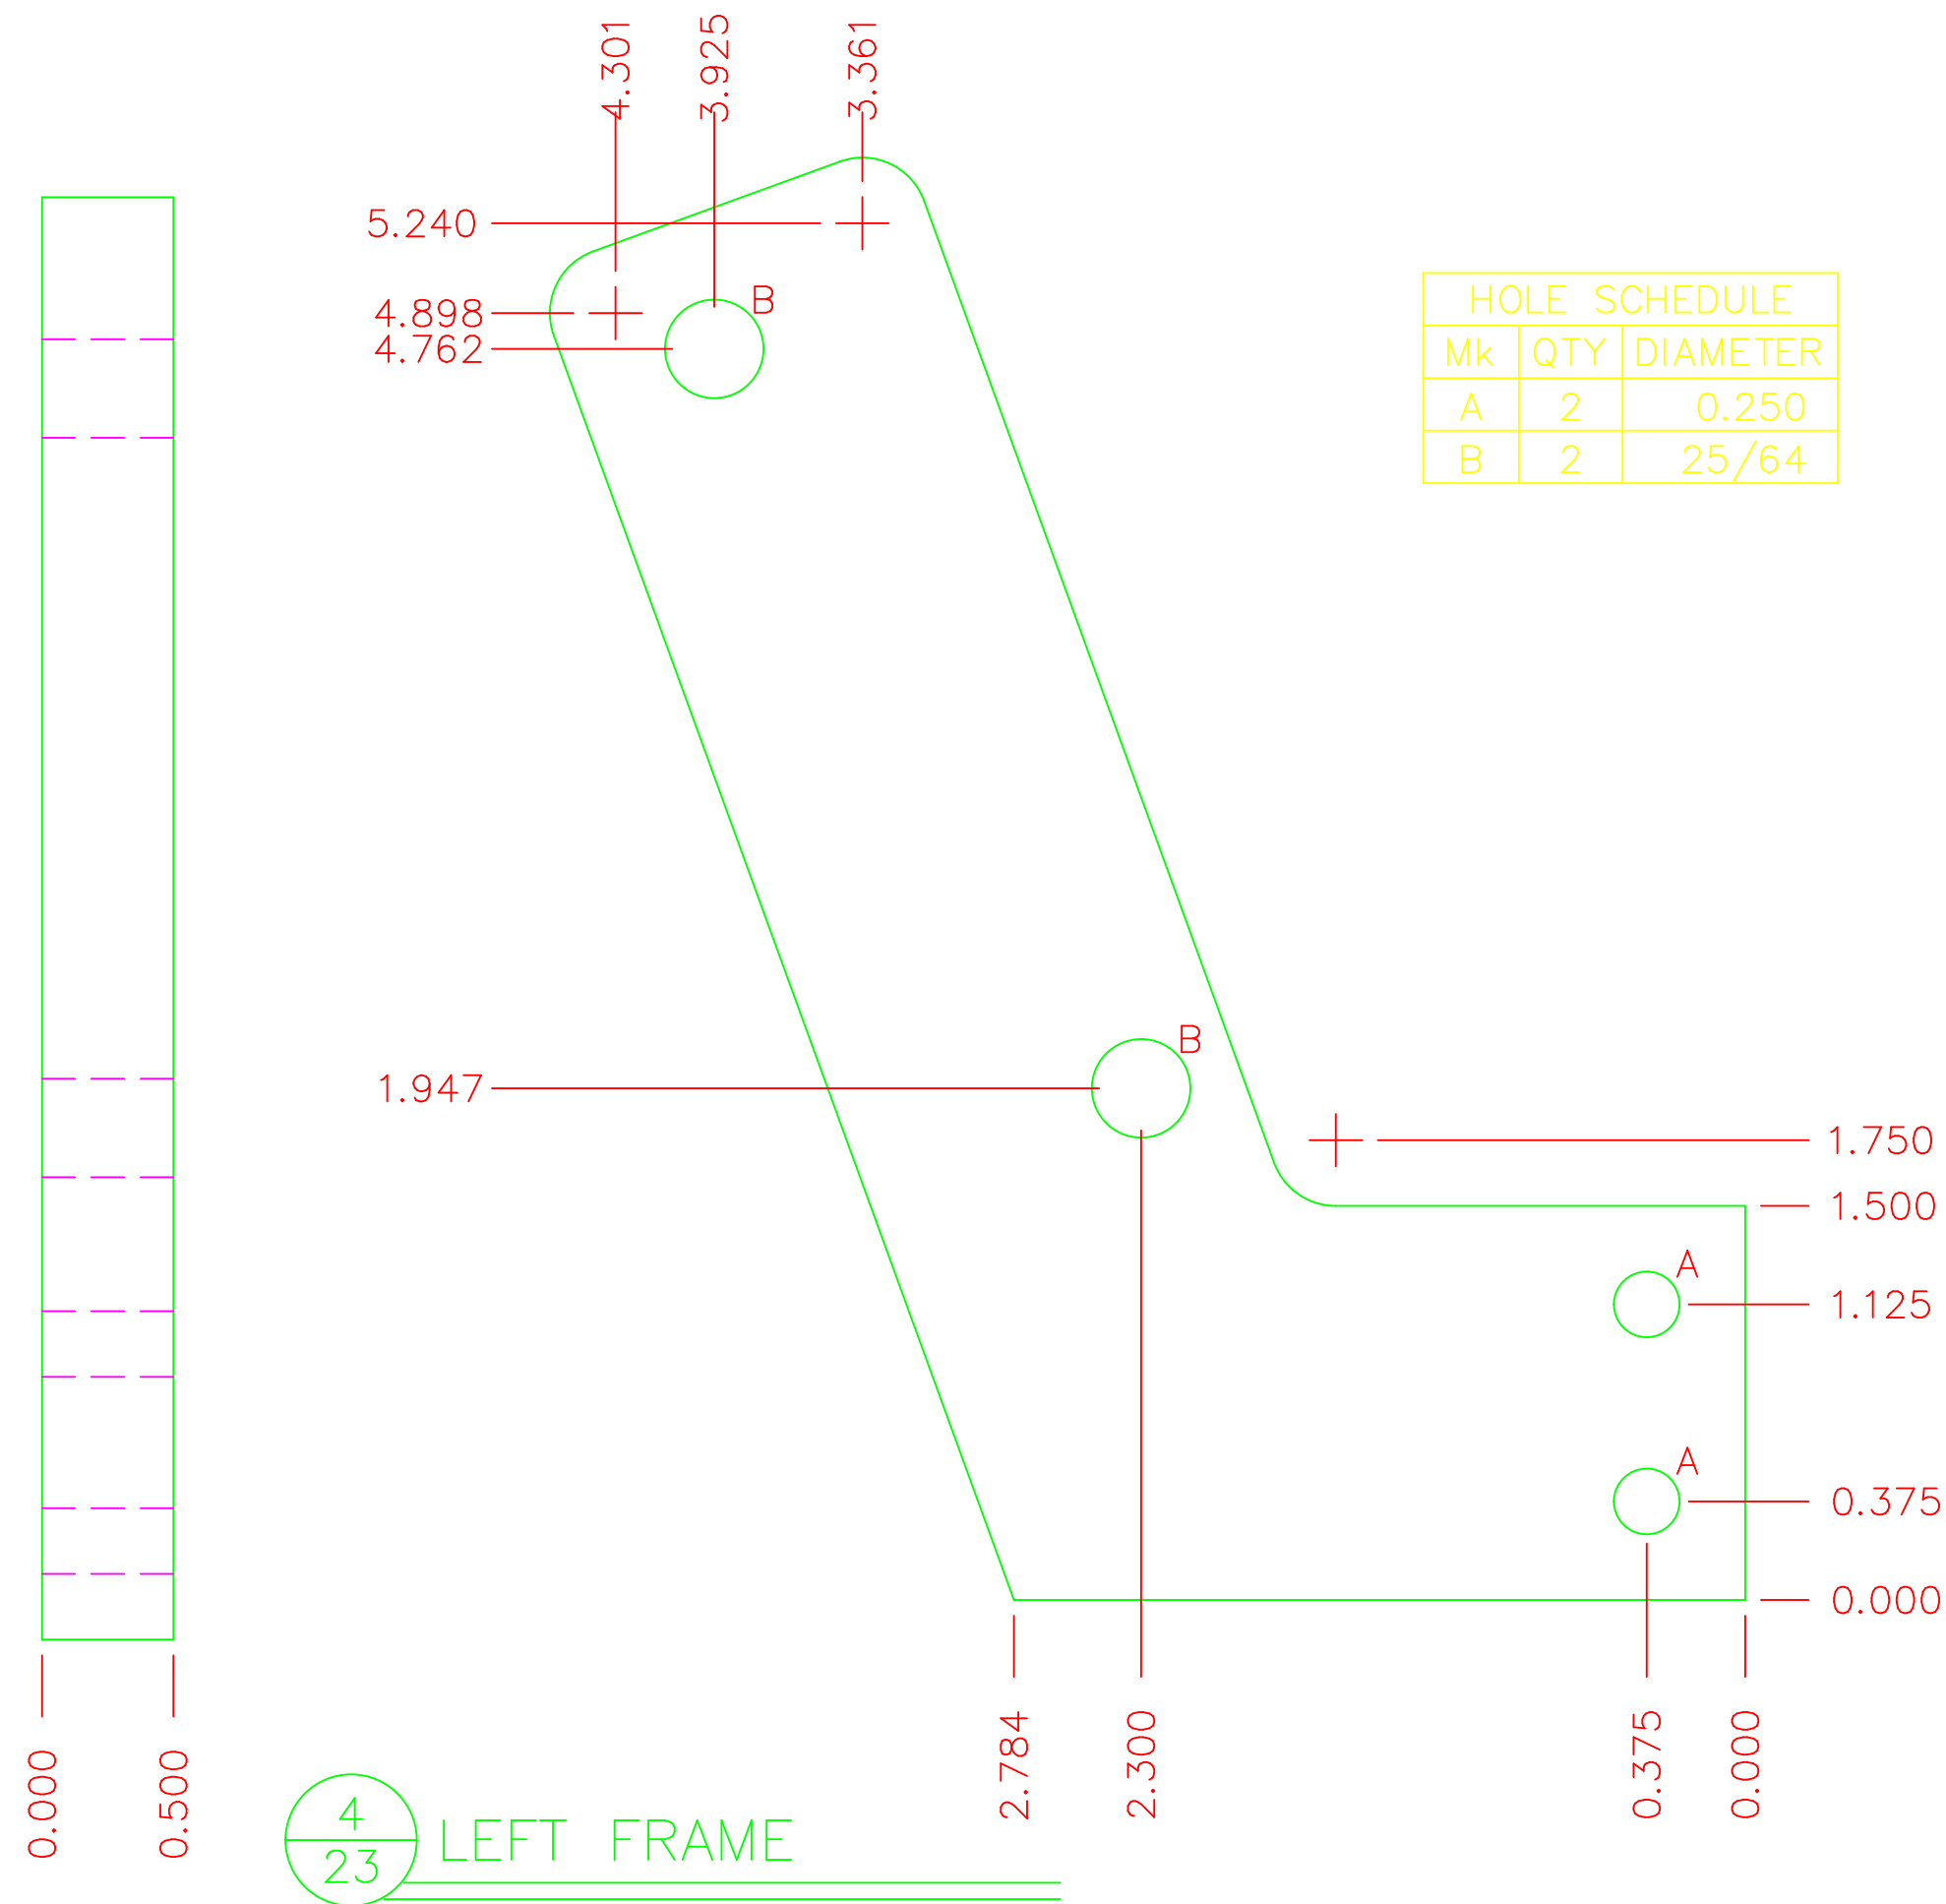 4.301
3.925
3.361
5.240
4.898
4.762
B
HOLE SCHEDULE
Mk QTY DIAMETER
A 2 0.250
B 2 25/64
B
1.947
1.750
1.500
A
1.125
A
0.375
0.000
2.784
2.300
0.375
0.000
0.000
0.500
4
23
LEFT FRAME